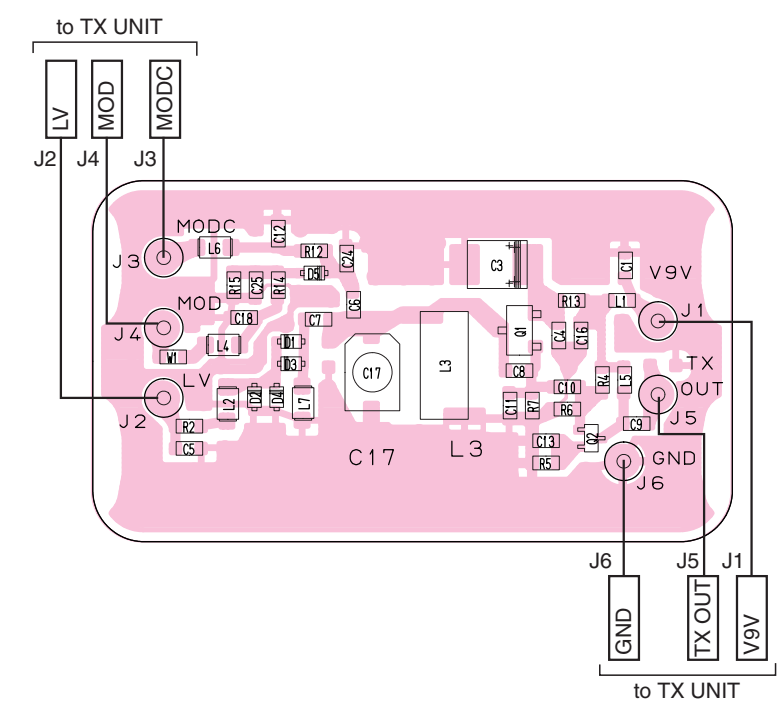 to TX UNIT
LV
MOD
MODC
J2 J4 J3
MODC
C12
L6
R12
C24
J3
D5
C3
C1
V9V
R15
C25
R14
MOD
C6
R13
L1
J1
C18
C7
Q1
J4
L4
D1
C4
C16
W1
D3
L3
TX
LV
C17
C8
R4
L5
OUT
C10
L2
D2
D4
L7
C11
R7
R6
J5
J2
R2
C9
C5
C13
Q2
C17
L3
R5
GND
J6
J6 J5 J1
GND
TX OUT
V9V
to TX UNIT